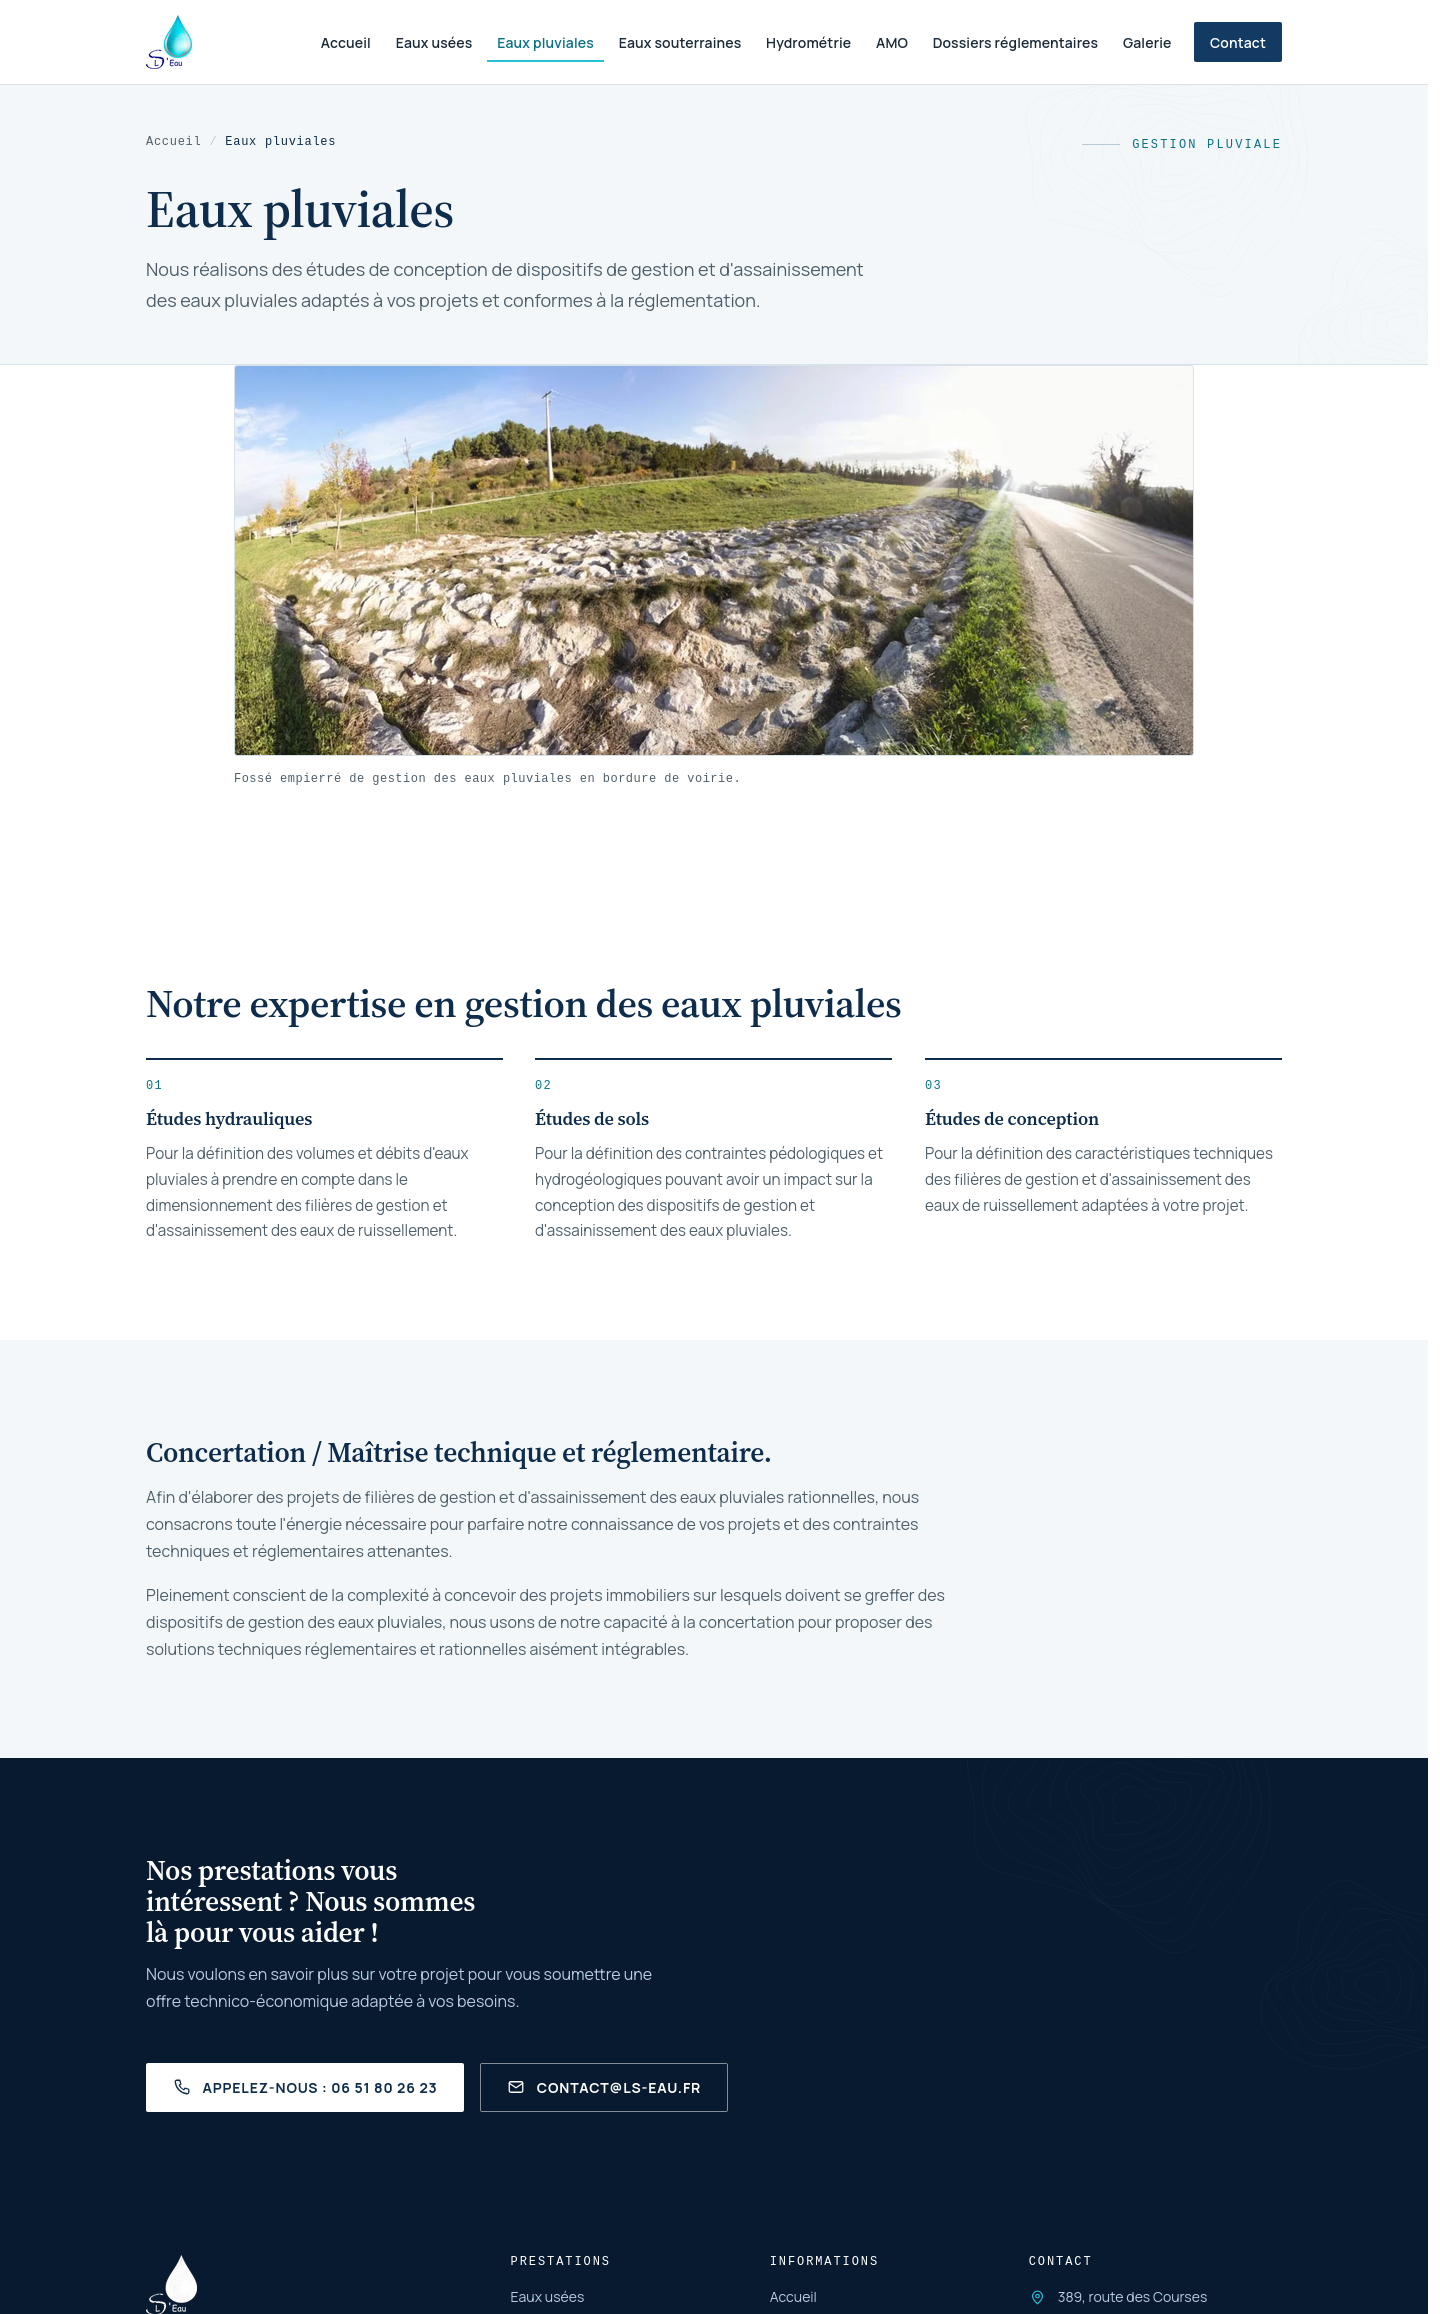 LS'Eau
Accueil
Eaux usées
Eaux pluviales
Eaux souterraines
Hydrométrie
AMO
Dossiers réglementaires
Galerie
Contact
Accueil / Eaux pluviales
GESTION PLUVIALE
Eaux pluviales
Nous réalisons des études de conception de dispositifs de gestion et d'assainissement
des eaux pluviales adaptés à vos projets et conformes à la réglementation.
Fossé empierré de gestion des eaux pluviales en bordure de voirie.
Notre expertise en gestion des eaux pluviales
01
Études hydrauliques
Pour la définition des volumes et débits d'eaux
pluviales à prendre en compte dans le
dimensionnement des filières de gestion et
d'assainissement des eaux de ruissellement.
02
Études de sols
Pour la définition des contraintes pédologiques et
hydrogéologiques pouvant avoir un impact sur la
conception des dispositifs de gestion et
d'assainissement des eaux pluviales.
03
Études de conception
Pour la définition des caractéristiques techniques
des filières de gestion et d'assainissement des
eaux de ruissellement adaptées à votre projet.
Concertation / Maîtrise technique et réglementaire.
Afin d'élaborer des projets de filières de gestion et d'assainissement des eaux pluviales rationnelles, nous
consacrons toute l'énergie nécessaire pour parfaire notre connaissance de vos projets et des contraintes
techniques et réglementaires attenantes.
Pleinement conscient de la complexité à concevoir des projets immobiliers sur lesquels doivent se greffer des
dispositifs de gestion des eaux pluviales, nous usons de notre capacité à la concertation pour proposer des
solutions techniques réglementaires et rationnelles aisément intégrables.
Nos prestations vous
intéressent ? Nous sommes
là pour vous aider !
Nous voulons en savoir plus sur votre projet pour vous soumettre une
offre technico-économique adaptée à vos besoins.
APPELEZ-NOUS : 06 51 80 26 23
CONTACT@LS-EAU.FR
LS'Eau
PRESTATIONS
Eaux usées
INFORMATIONS
Accueil
CONTACT
389, route des Courses